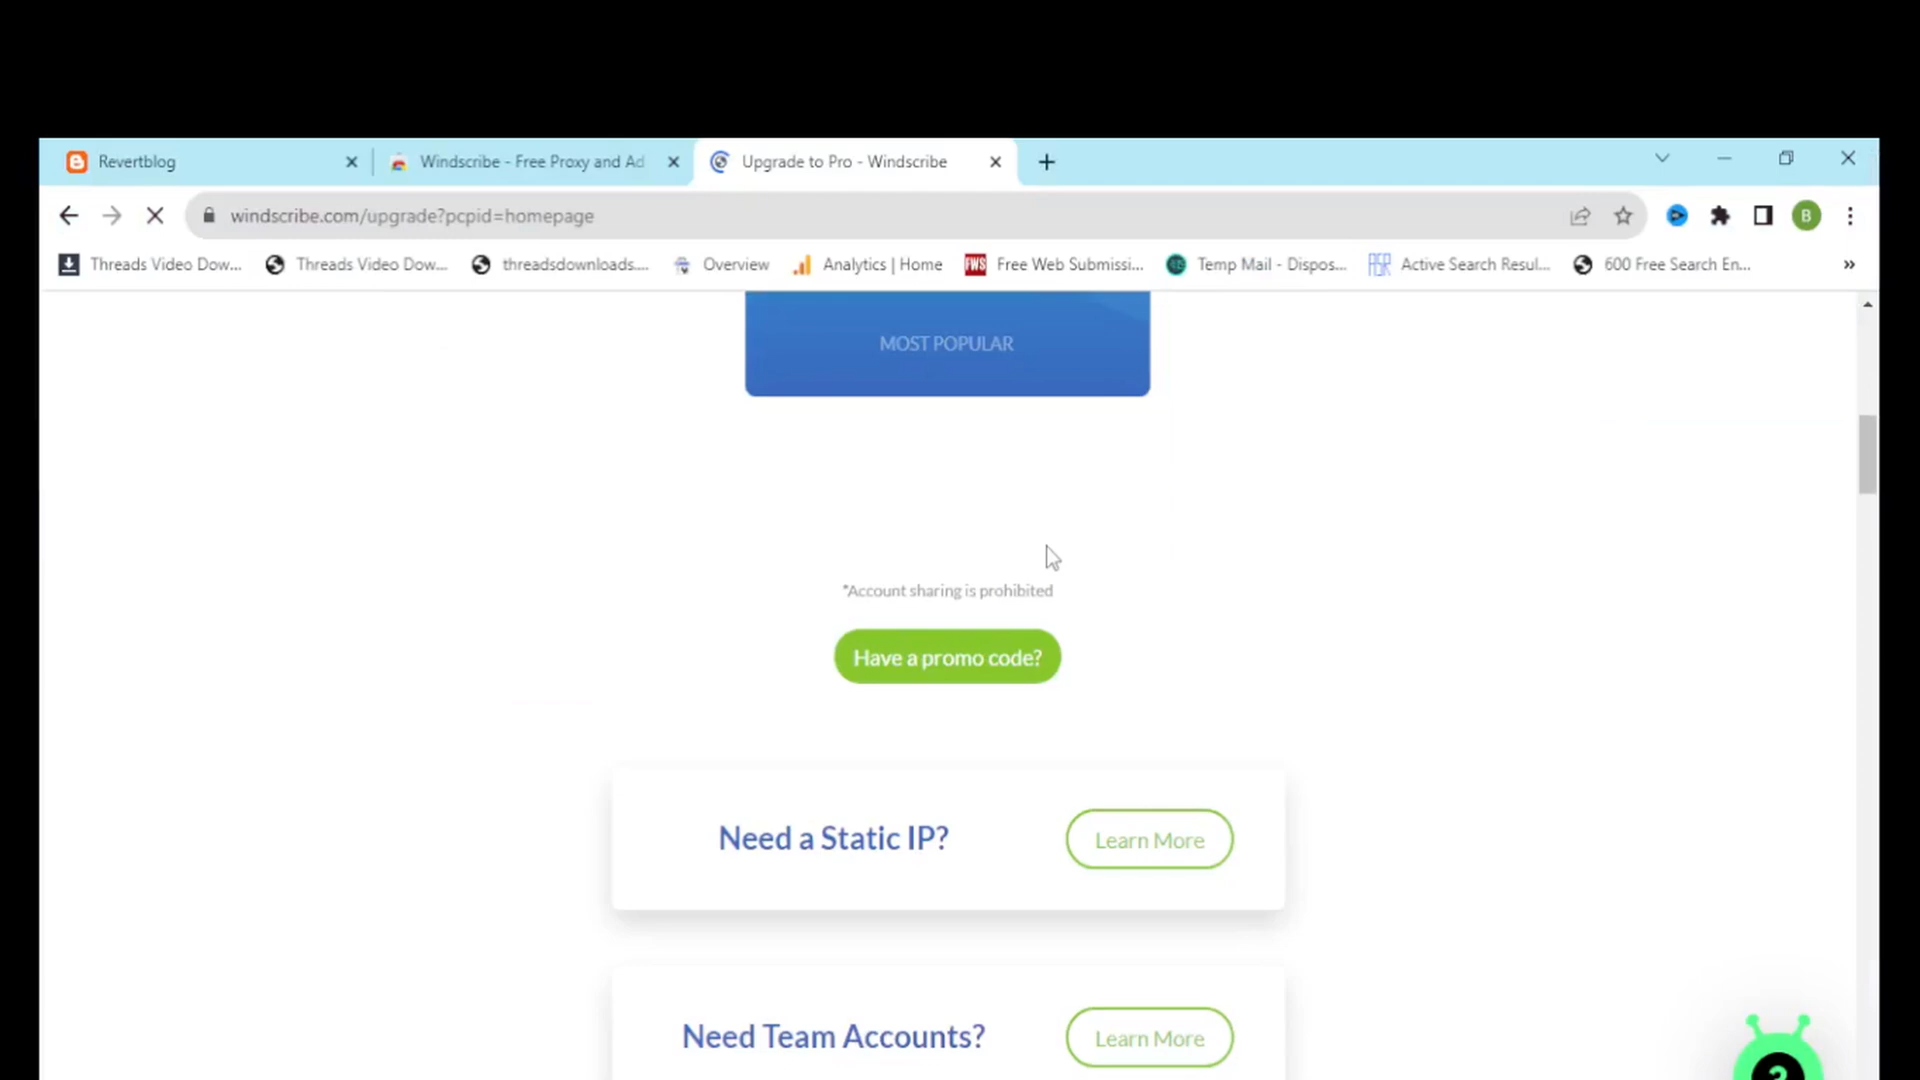 Revertblog
Windscribe - Free Proxy and Ad
Upgrade to Pro - Windscribe
windscribe.com/upgrade?pcpid=homepage
B
Threads Video Dow...
Threads Video Dow...
threadsdownloads....
Overview
Analytics | Home
FWS
Free Web Submissi...
Temp Mail - Dispos...
ASR
Active Search Resul...
600 Free Search En...
»
MOST POPULAR
*Account sharing is prohibited
Have a promo code?
Need a Static IP?
Learn More
Need Team Accounts?
Learn More
?